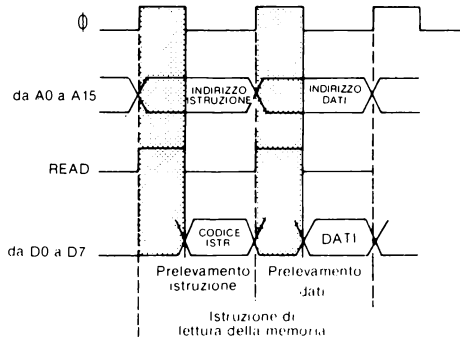 ϕ
da A0 a A15
INDIRIZZO ISTRUZIONE
INDIRIZZO DATI
READ
da D0 a D7
CODICE ISTR
DATI
Prelevamento istruzione
Prelevamento dati
Istruzione di
lettura della memoria